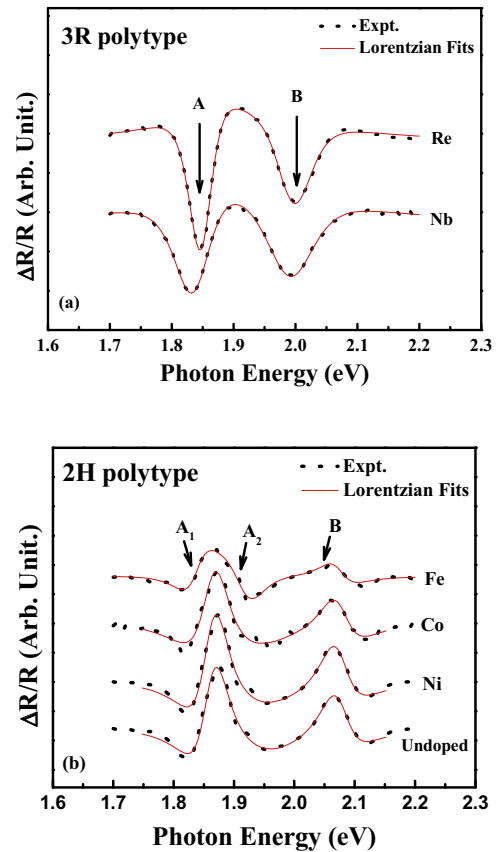 3R polytype
Expt.
Lorentzian Fits
A
B
Re
Nb
ΔR/R (Arb. Unit.)
(a)
1.6 1.7 1.8 1.9 2.0 2.1 2.2 2.3
Photon Energy (eV)
2H polytype
Expt.
Lorentzian Fits
A1
A2
B
Fe
Co
Ni
Undoped
ΔR/R (Arb. Unit.)
(b)
1.6 1.7 1.8 1.9 2.0 2.1 2.2 2.3
Photon Energy (eV)